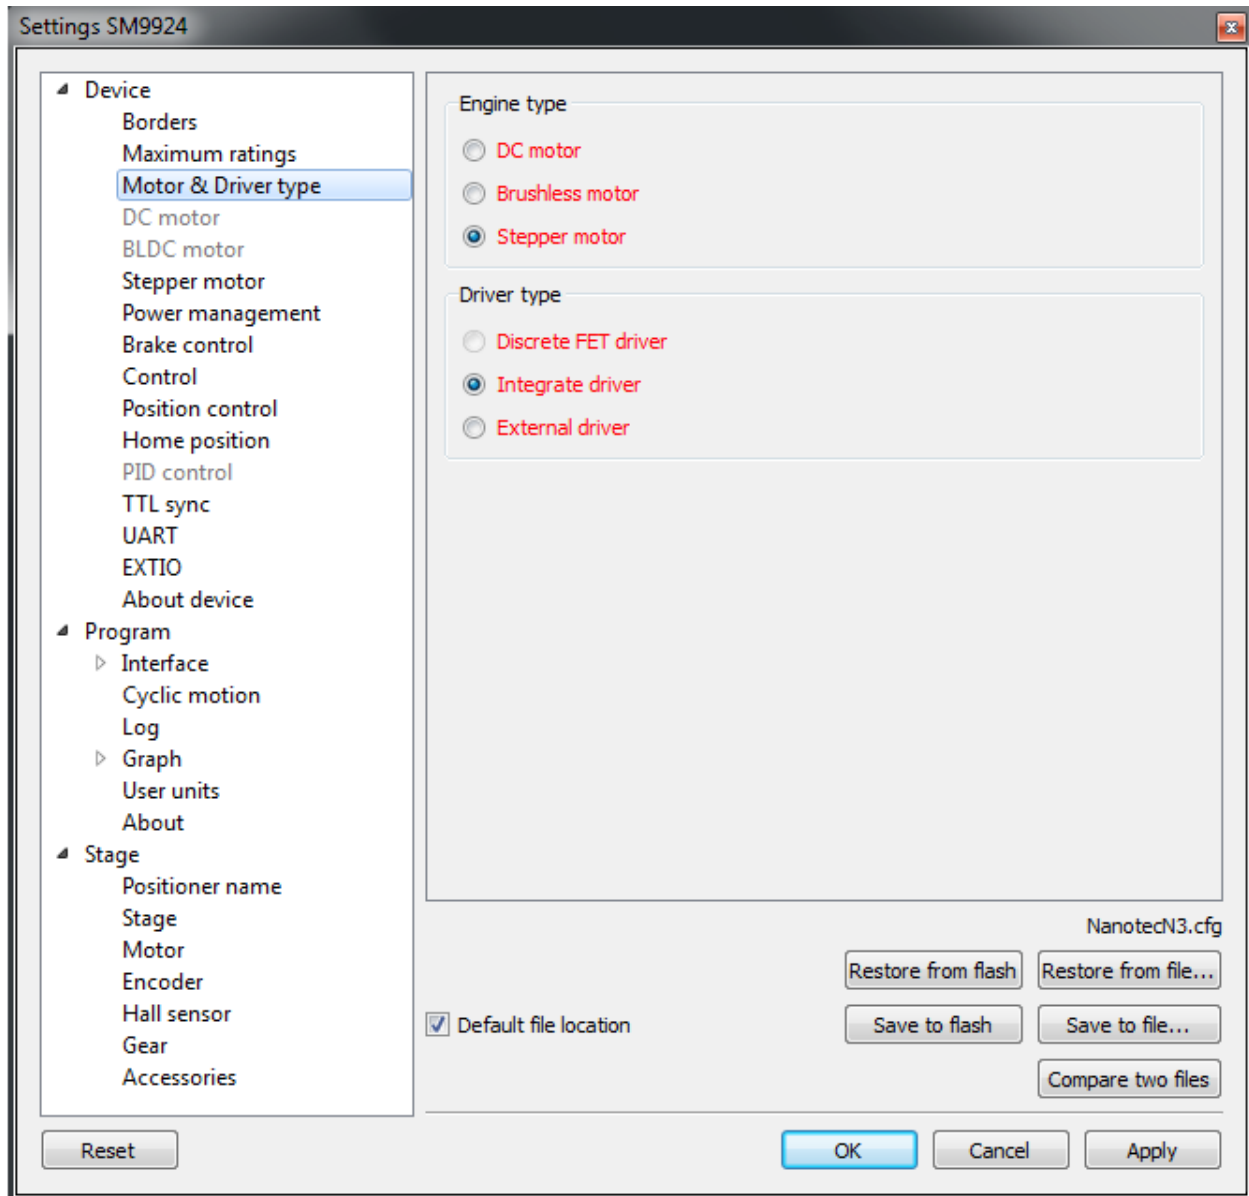 Settings SM9924
Device
Borders
Maximum ratings
Motor & Driver type
DC motor
BLDC motor
Stepper motor
Power management
Brake control
Control
Position control
Home position
PID control
TTL sync
UART
EXTIO
About device
Program
Interface
Cyclic motion
Log
Graph
User units
About
Stage
Positioner name
Stage
Motor
Encoder
Hall sensor
Gear
Accessories
Engine type
DC motor
Brushless motor
Stepper motor
Driver type
Discrete FET driver
Integrate driver
External driver
NanotecN3.cfg
Restore from flash
Restore from file...
Default file location
Save to flash
Save to file...
Compare two files
Reset
OK
Cancel
Apply